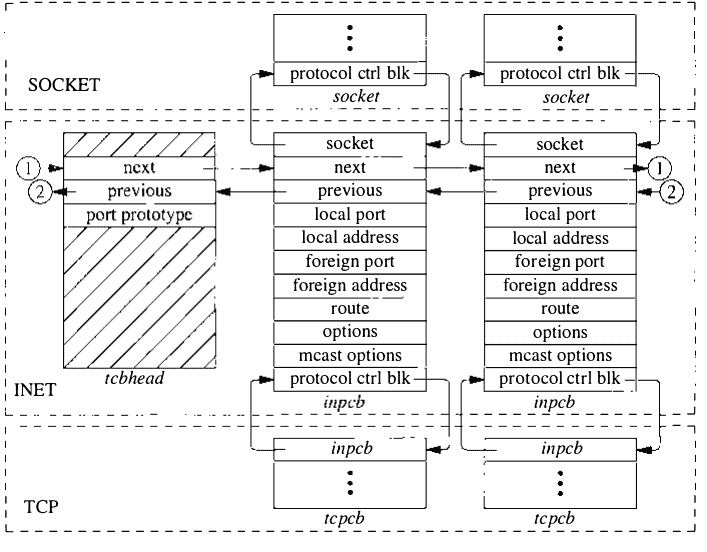 protocol ctrl blk protocol ctrl blk
SOCKET
socket socket
socket socket
1 next next next 1
2 previous previous previous 2
port prototype local port local port
local address local address
foreign port foreign port
foreign address foreign address
route route
options options
mcast options mcast options
tcbhead protocol ctrl blk protocol ctrl blk
INET
inpcb inpcb
inpcb inpcb
TCP
tcpcb tcpcb